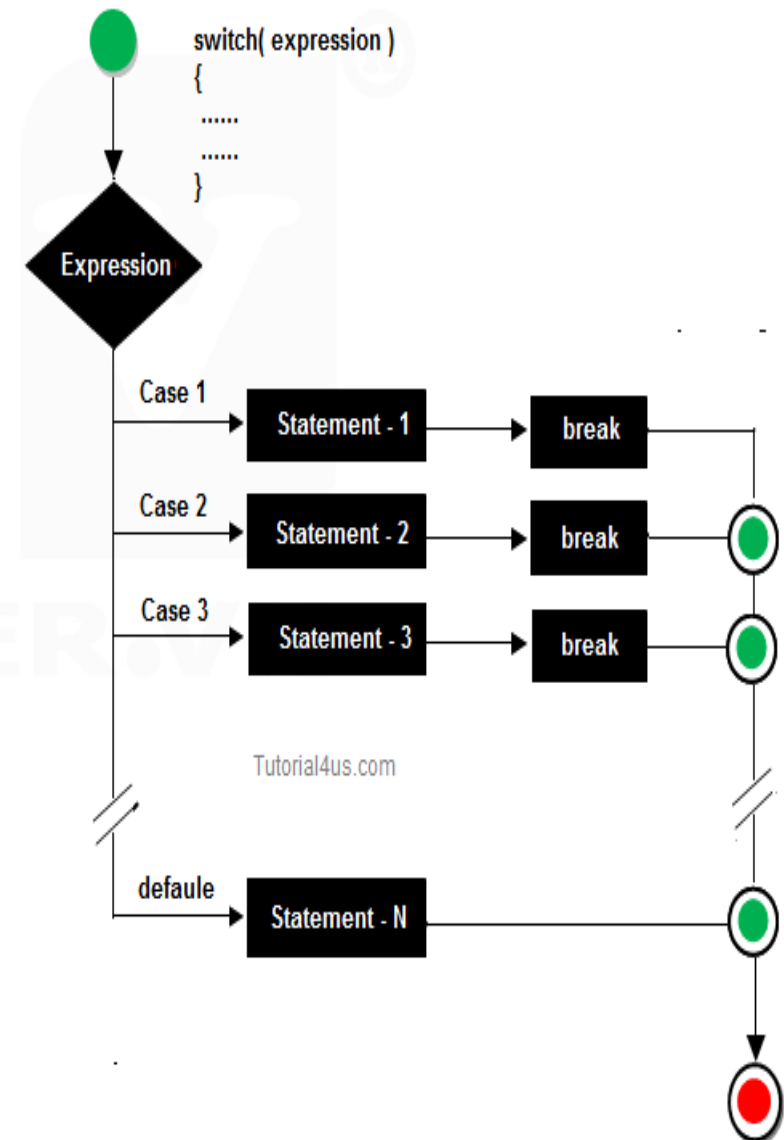 switch( expression )
{
......
......
}
Expression
Case 1
Statement - 1
break
Case 2
Statement - 2
break
Case 3
Statement - 3
break
Tutorial4us.com
defaule
Statement - N